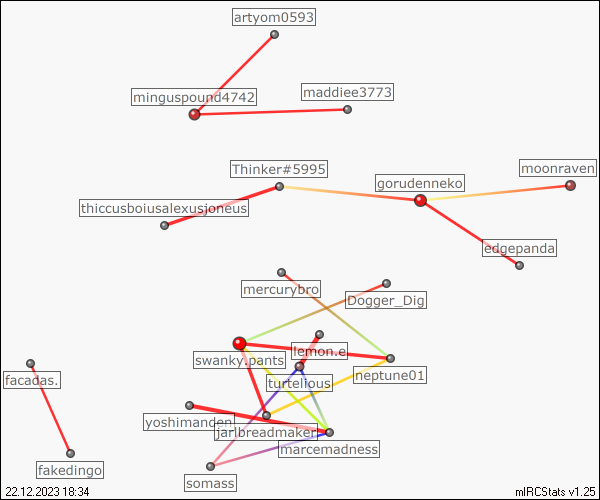 artyom0593
maddiee3773
minguspound4742
Thinker#5995
moonraven
gorudenneko
thiccusboiusalexusjoneus
edgepanda
mercurybro
Dogger_Dig
lemon.e
swanky.pants
neptune01
facadas.
turtelious
yoshimanden
jarlbreadmaker
marcemadness
fakedingo
somass
22.12.2023 18:34
mIRCStats v1.25